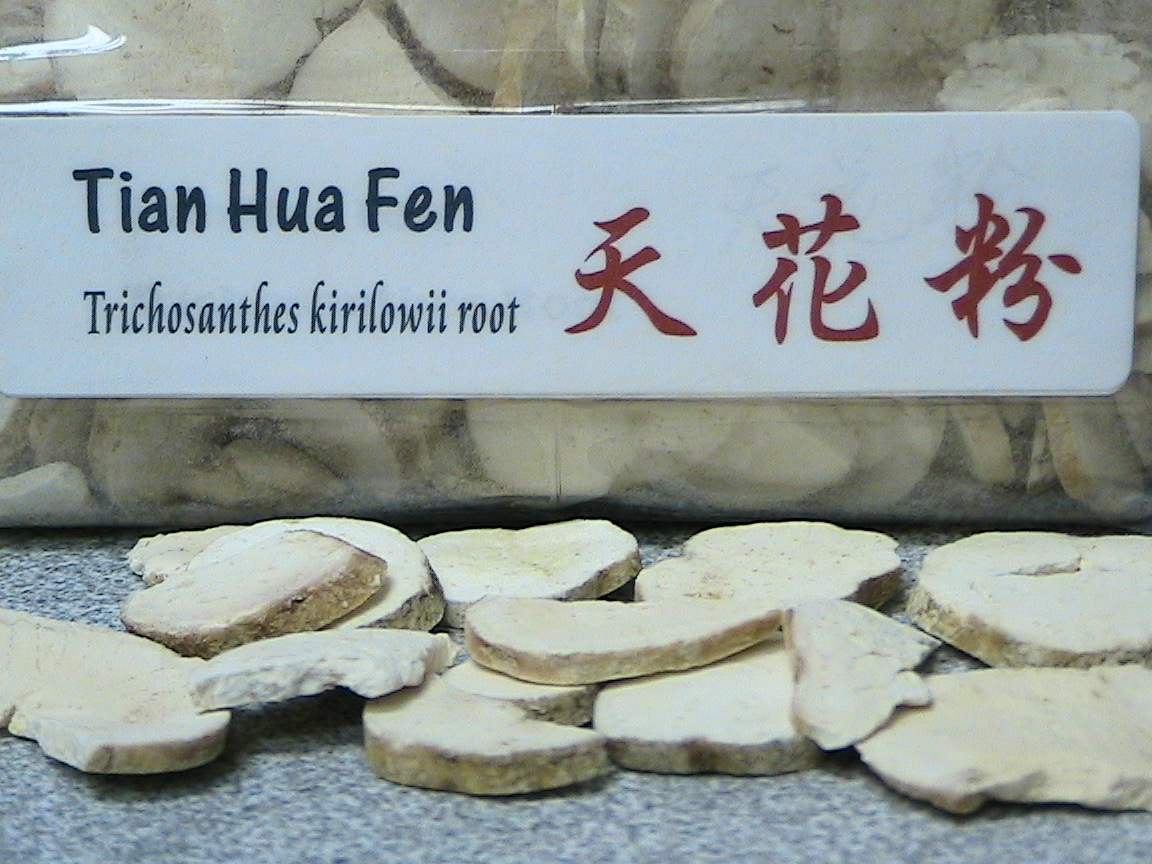 Tian Hua Fen
Trichosanthes kirilowii root
天花粉